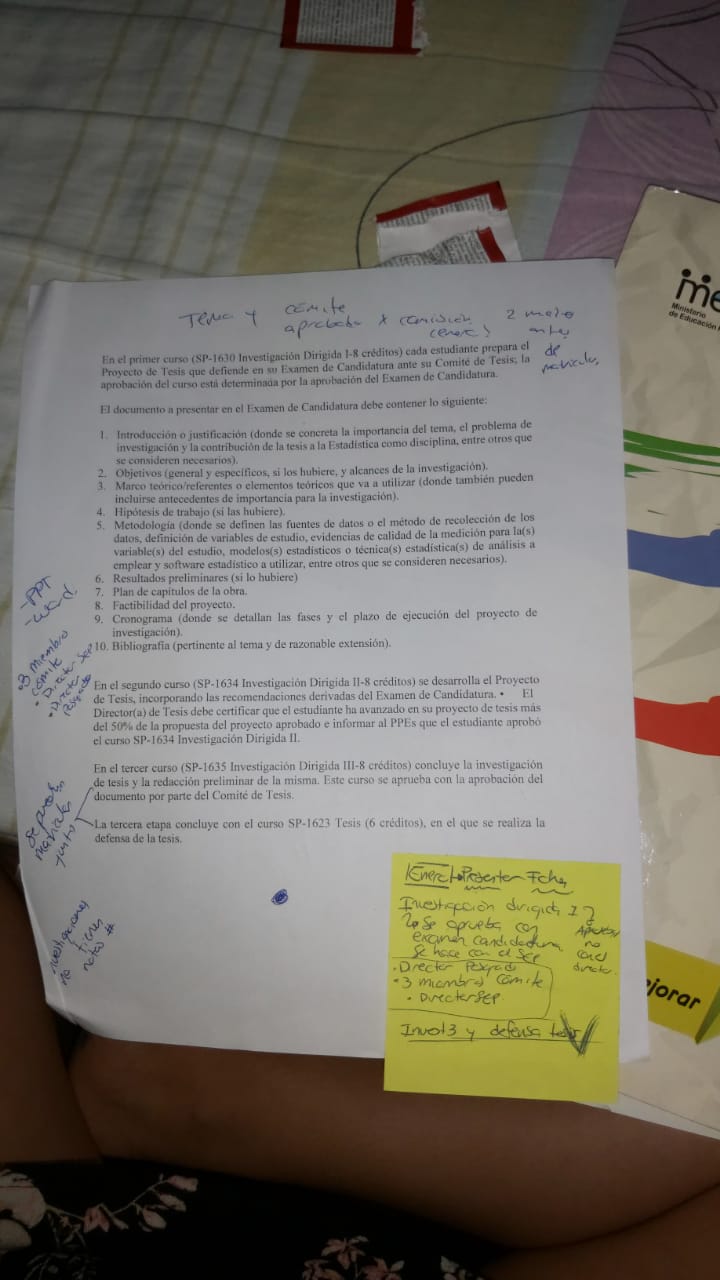 Tema y comite
aprobado x comisión 2 meses
(enero) antes
de
matricula,
En el primer curso (SP-1630 Investigación Dirigida I-8 créditos) cada estudiante prepara el
Proyecto de Tesis que defiende en su Examen de Candidatura ante su Comité de Tesis; la
aprobación del curso está determinada por la aprobación del Examen de Candidatura.
El documento a presentar en el Examen de Candidatura debe contener lo siguiente:
1. Introducción o justificación (donde se concreta la importancia del tema, el problema de
investigación y la contribución de la tesis a la Estadística como disciplina, entre otros que
se consideren necesarios).
2. Objetivos (general y específicos, si los hubiere, y alcances de la investigación).
3. Marco teórico/referentes o elementos teóricos que va a utilizar (donde también pueden
incluirse antecedentes de importancia para la investigación).
4. Hipótesis de trabajo (si las hubiere).
5. Metodología (donde se definen las fuentes de datos o el método de recolección de los
datos, definición de variables de estudio, evidencias de calidad de la medición para la(s)
variable(s) del estudio, modelos(s) estadísticos o técnica(s) estadística(s) de análisis a
emplear y software estadístico a utilizar, entre otros que se consideren necesarios).
6. Resultados preliminares (si lo hubiere)
7. Plan de capítulos de la obra.
8. Factibilidad del proyecto.
9. Cronograma (donde se detallan las fases y el plazo de ejecución del proyecto de
investigación).
10. Bibliografía (pertinente al tema y de razonable extensión).
-PPT
-Word.
•3 miembro
comite
• Director SEP
• Director
Posgrado
En el segundo curso (SP-1634 Investigación Dirigida II-8 créditos) se desarrolla el Proyecto
de Tesis, incorporando las recomendaciones derivadas del Examen de Candidatura. • El
Director(a) de Tesis debe certificar que el estudiante ha avanzado en su proyecto de tesis más
del 50% de la propuesta del proyecto aprobado e informar al PPEs que el estudiante aprobó
el curso SP-1634 Investigación Dirigida II.
En el tercer curso (SP-1635 Investigación Dirigida III-8 créditos) concluye la investigación
de tesis y la redacción preliminar de la misma. Este curso se aprueba con la aprobación del
documento por parte del Comité de Tesis.
La tercera etapa concluye con el curso SP-1623 Tesis (6 créditos), en el que se realiza la
defensa de la tesis.
Se pueden
matricular
junto
investigaciones
no tienen
notas #
Enero Presentar Fcha
Investigación dirigida I
Se aprueba con
examen candidadura
se hace con el SEP
no
con el
director.
• Director Posgrado
• 3 miembros comite
• Director SEP.
Invest 3 y defensa tesis
me
Ministerio
de Educación
ejorar